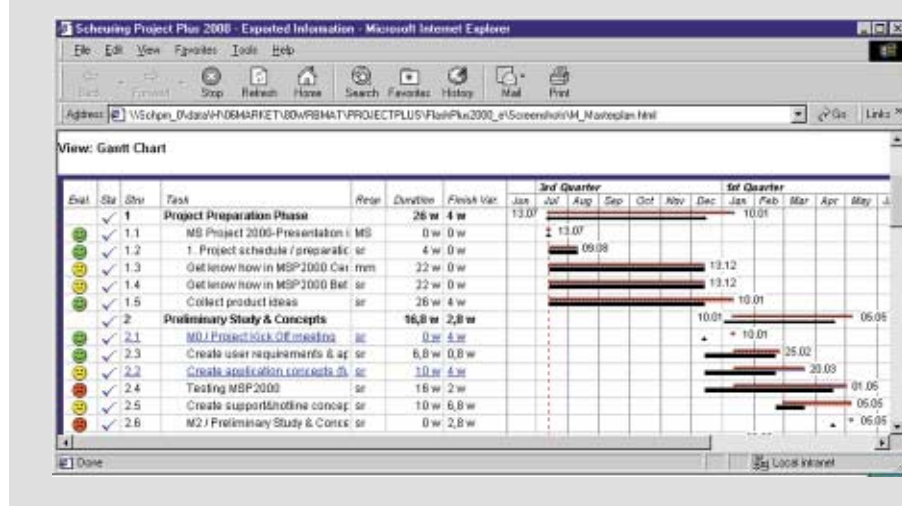 Scheuring Project Plus 2000 - Exported Information - Microsoft Internet Explorer
File Edit View Favorites Tools Help
Back Forward Stop Refresh Home Search Favorites History Mail Print
Address Go Links
View: Gantt Chart
3rd Quarter 1st Quarter
Eval. Sta Stru Task Resp Duration Finish Var. Jun Jul Aug Sep Oct Nov Dec Jan Feb Mar Apr May
1 Project Preparation Phase 26 w 4 w 13.07 10.01
1.1 MS Project 2000-Presentation MS 0 w 0 w 13.07
1.2 1. Project schedule / preparatic sr 4 w 0 w 09.08
1.3 Get know how in MSP2000 Can mm 22 w 0 w 13.12
1.4 Get know how in MSP2000 Bet sr 22 w 0 w 13.12
1.5 Collect product ideas sr 26 w 4 w 10.01
2 Preliminary Study & Concepts 16,8 w 2,8 w 10.01 05.05
2.1 M0 / Project Kick Off meeting sr 0 w 4 w 10.01
2.3 Create user requirements & ap sr 6,8 w 0,8 w 25.02
2.2 Create application concepts sr 10 w 4 w 20.03
2.4 Testing MSP2000 sr 16 w 2 w 01.05
2.5 Create support&hotline concep sr 10 w 6,8 w 05.05
2.6 M2 / Preliminary Study & Conce sr 0 w 2,8 w 05.05
Done Local intranet